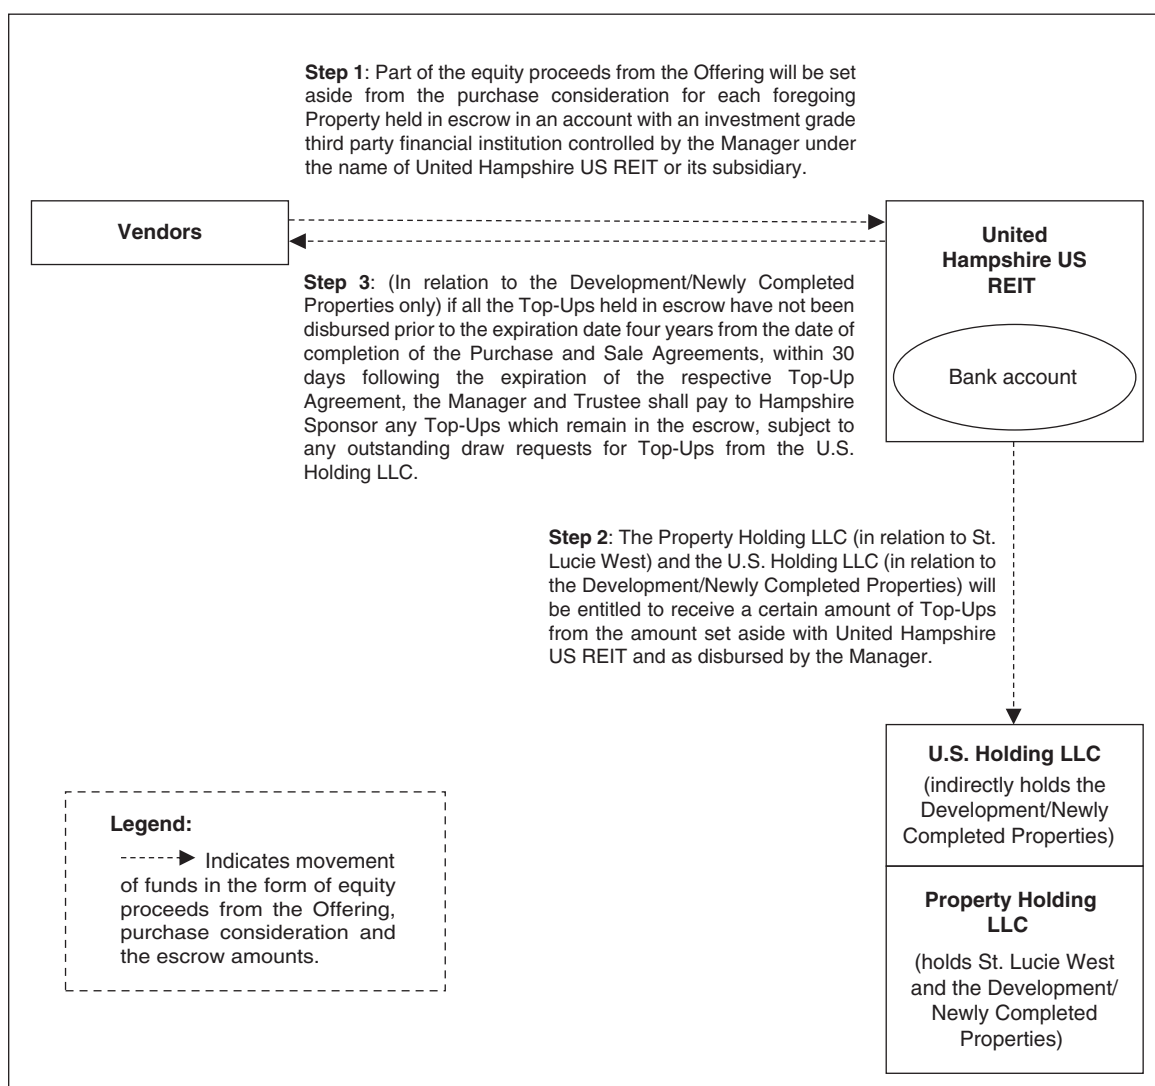 Step 1: Part of the equity proceeds from the Offering will be set
aside from the purchase consideration for each foregoing
Property held in escrow in an account with an investment grade
third party financial institution controlled by the Manager under
the name of United Hampshire US REIT or its subsidiary.
Vendors
United
Hampshire US
REIT
Bank account
Step 3: (In relation to the Development/Newly Completed
Properties only) if all the Top-Ups held in escrow have not been
disbursed prior to the expiration date four years from the date of
completion of the Purchase and Sale Agreements, within 30
days following the expiration of the respective Top-Up
Agreement, the Manager and Trustee shall pay to Hampshire
Sponsor any Top-Ups which remain in the escrow, subject to
any outstanding draw requests for Top-Ups from the U.S.
Holding LLC.
Step 2: The Property Holding LLC (in relation to St.
Lucie West) and the U.S. Holding LLC (in relation to
the Development/Newly Completed Properties) will
be entitled to receive a certain amount of Top-Ups
from the amount set aside with United Hampshire
US REIT and as disbursed by the Manager.
U.S. Holding LLC
(indirectly holds the
Development/Newly
Completed Properties)
Property Holding
LLC
(holds St. Lucie West
and the Development/
Newly Completed
Properties)
Legend:
Indicates movement
of funds in the form of equity
proceeds from the Offering,
purchase consideration and
the escrow amounts.